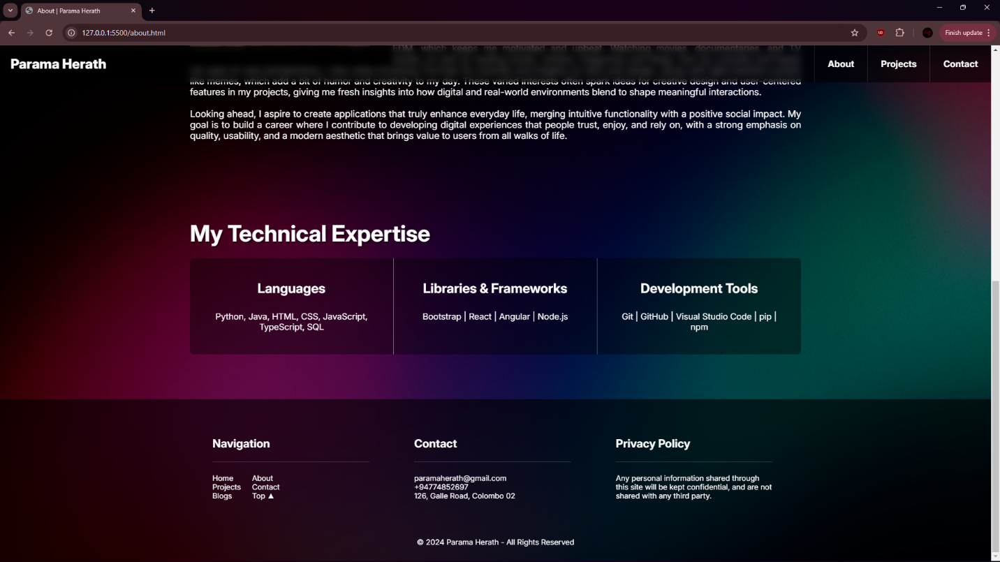 About | Parama Herath
127.0.0.1:5500/about.html
Finish update
Parama Herath
About
Projects
Contact
EDM, which keeps me motivated and upbeat. Watching movies, documentaries, and TV
like memes, which add a bit of humor and creativity to my day. These varied interests often spark ideas for creative design and user-centered
features in my projects, giving me fresh insights into how digital and real-world environments blend to shape meaningful interactions.
Looking ahead, I aspire to create applications that truly enhance everyday life, merging intuitive functionality with a positive social impact. My
goal is to build a career where I contribute to developing digital experiences that people trust, enjoy, and rely on, with a strong emphasis on
quality, usability, and a modern aesthetic that brings value to users from all walks of life.
My Technical Expertise
Languages
Python, Java, HTML, CSS, JavaScript,
TypeScript, SQL
Libraries & Frameworks
Bootstrap | React | Angular | Node.js
Development Tools
Git | GitHub | Visual Studio Code | pip |
npm
Navigation
Home About
Projects Contact
Blogs Top ▲
Contact
paramaherath@gmail.com
+94774852697
126, Galle Road, Colombo 02
Privacy Policy
Any personal information shared through
this site will be kept confidential, and are not
shared with any third party.
© 2024 Parama Herath - All Rights Reserved